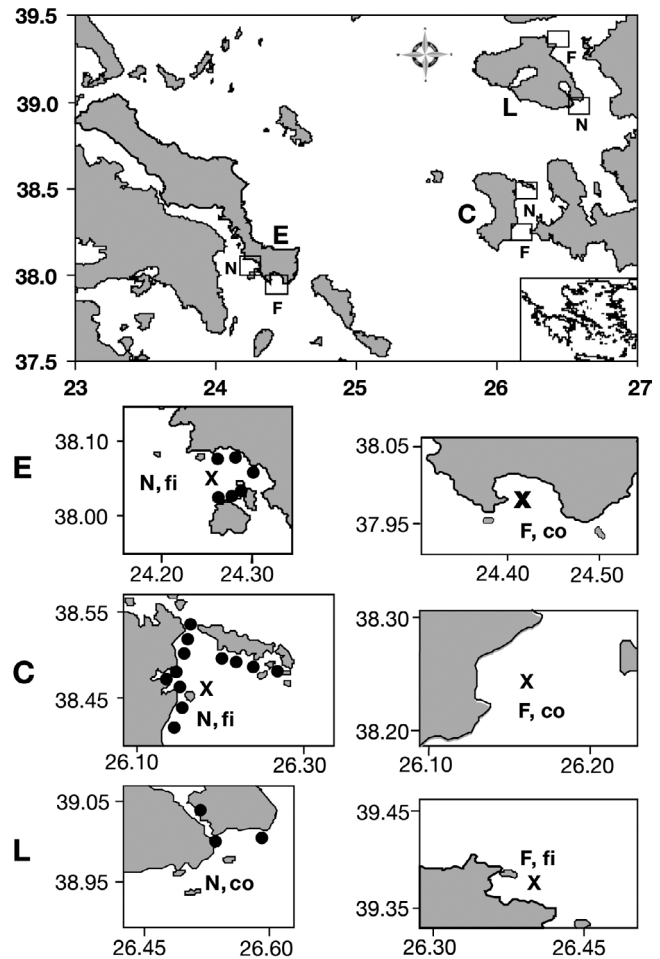 39.5
39.0
38.5
38.0
37.5
23 24 25 26 27
F
L
N
C
N
F
E
N
F
E
38.10
38.00
N, fi
X
24.20 24.30
38.05
37.95
X
F, co
24.40 24.50
C
38.55
38.45
X
N, fi
26.10 26.30
38.30
38.20
X
F, co
26.10 26.20
L
39.05
38.95
N, co
26.45 26.60
39.45
39.35
F, fi
X
26.30 26.45